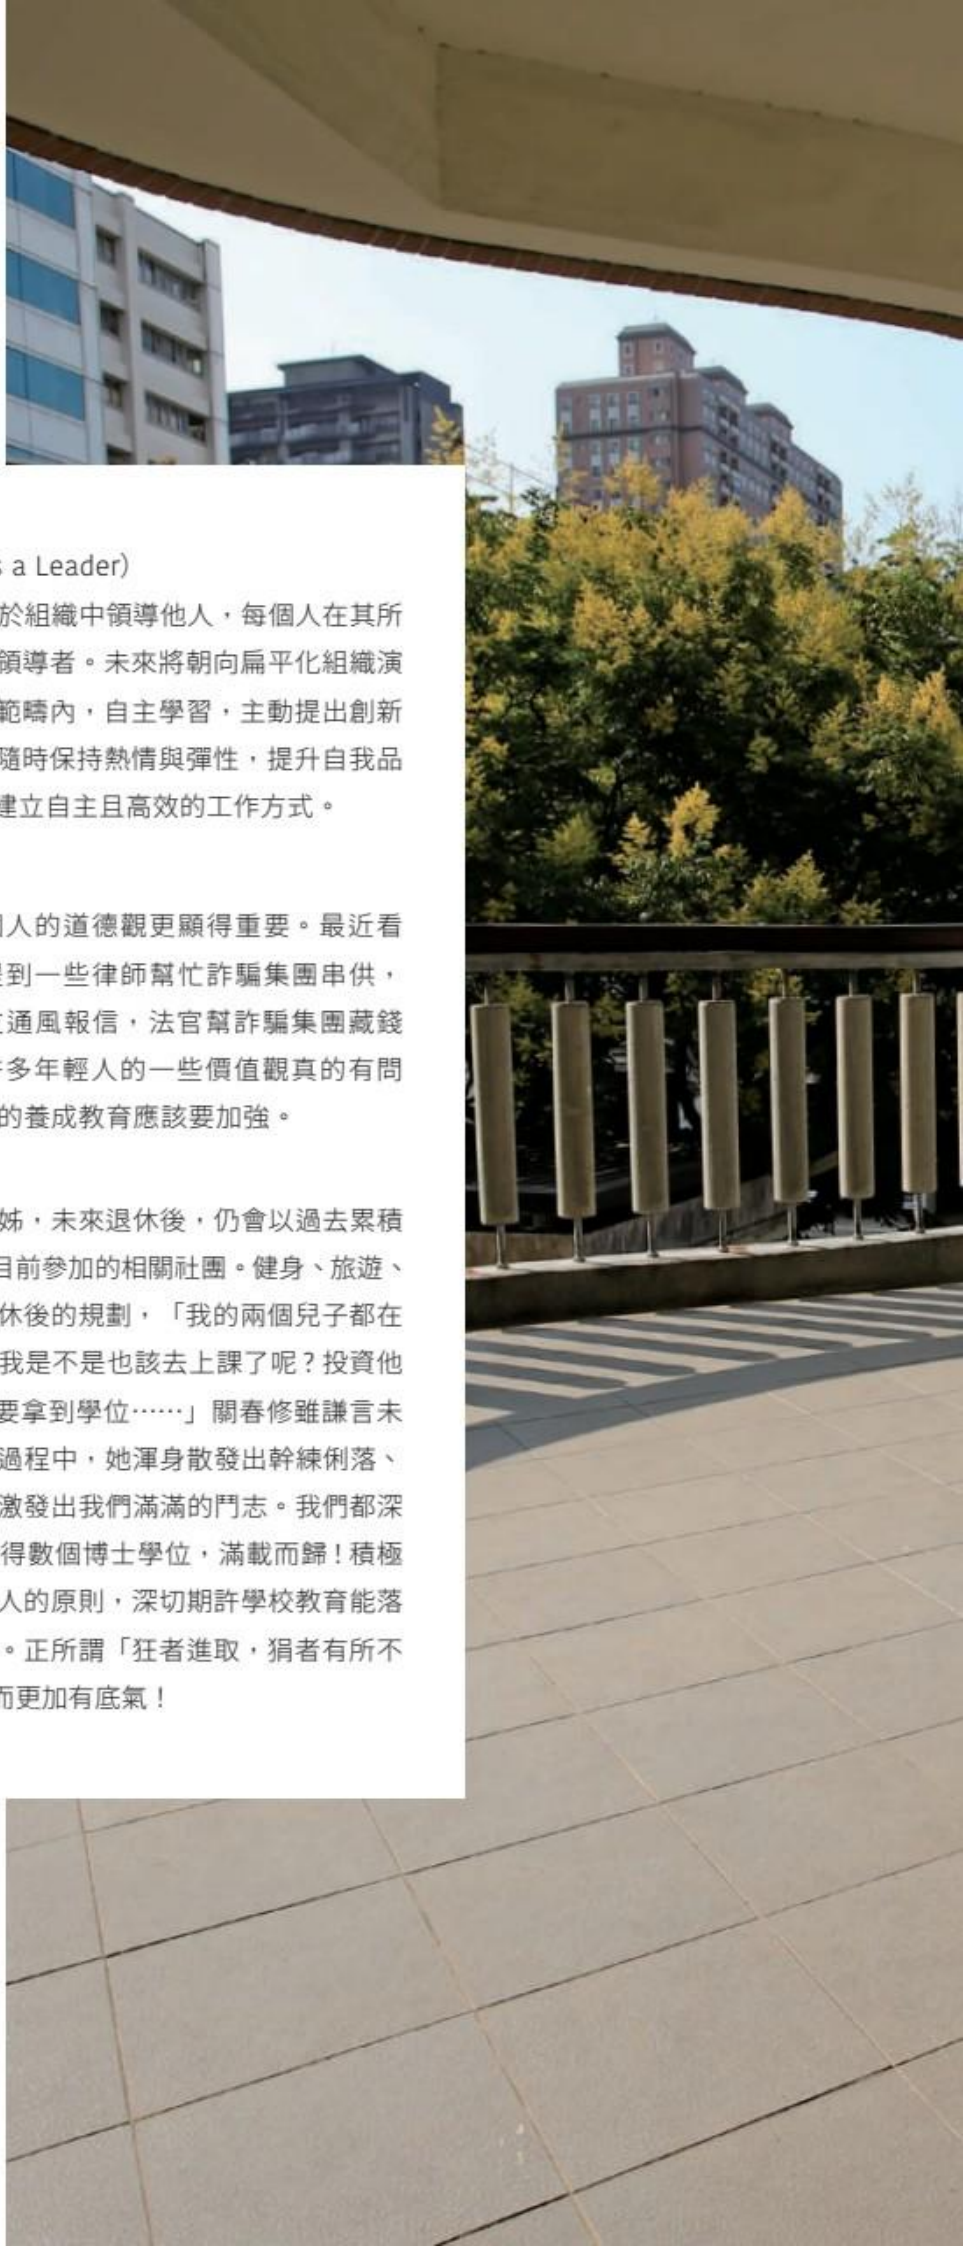 a Leader)
於組織中領導他人，每個人在其所
領導者。未來將朝向扁平化組織演
範疇內，自主學習，主動提出創新
隨時保持熱情與彈性，提升自我品
建立自主且高效的工作方式。
人的道德觀更顯得重要。最近看
到一些律師幫忙詐騙集團串供，
通風報信，法官幫詐騙集團藏錢
多年輕人的一些價值觀真的有問
的養成教育應該要加強。
姊，未來退休後，仍會以過去累積
目前參加的相關社團。健身、旅遊、
休後的規劃，「我的兩個兒子都在
我是不是也該去上課了呢？投資他
要拿到學位……」關春修雖謙言未
過程中，她渾身散發出幹練俐落、
激發出我們滿滿的鬥志。我們都深
得數個博士學位，滿載而歸！積極
人的原則，深切期許學校教育能落
。正所謂「狂者進取，狷者有所不
而更加有底氣！